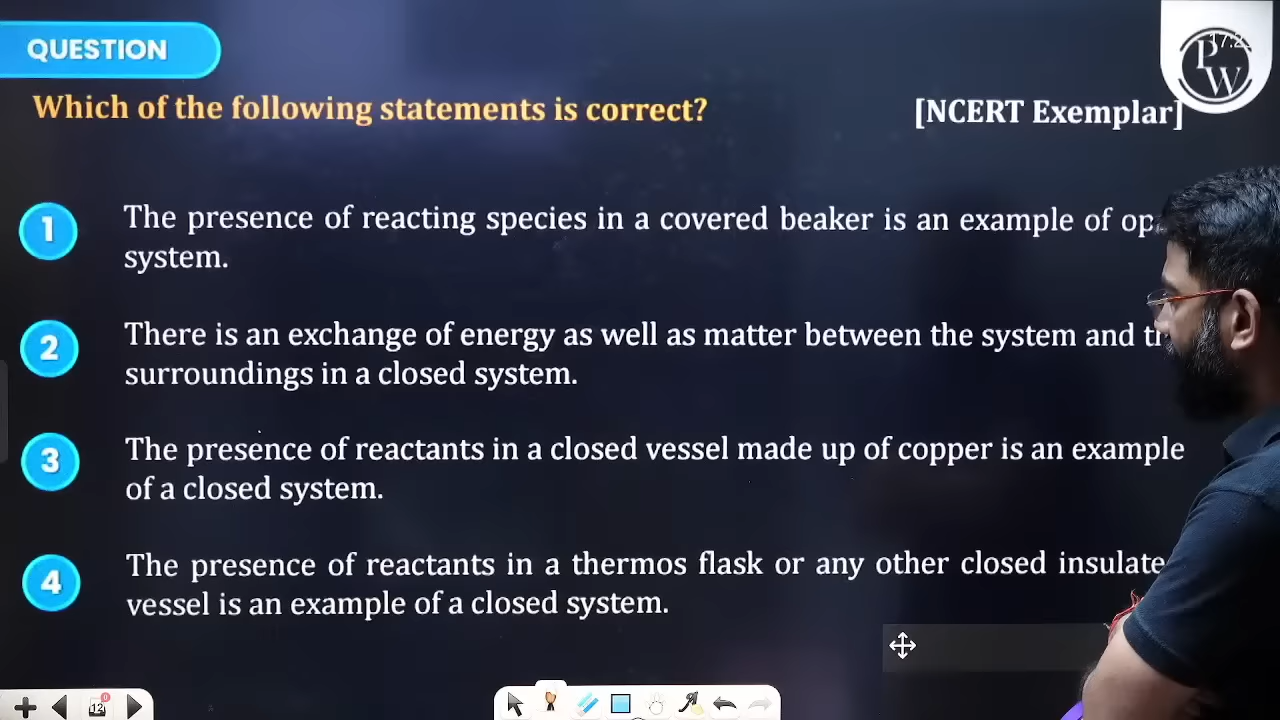 QUESTION
Which of the following statements is correct?
[NCERT Exemplar]
PW
1
The presence of reacting species in a covered beaker is an example of
system.
2
There is an exchange of energy as well as matter between the system and
surroundings in a closed system.
3
The presence of reactants in a closed vessel made up of copper is an example
of a closed system.
4
The presence of reactants in a thermos flask or any other closed
vessel is an example of a closed system.
12